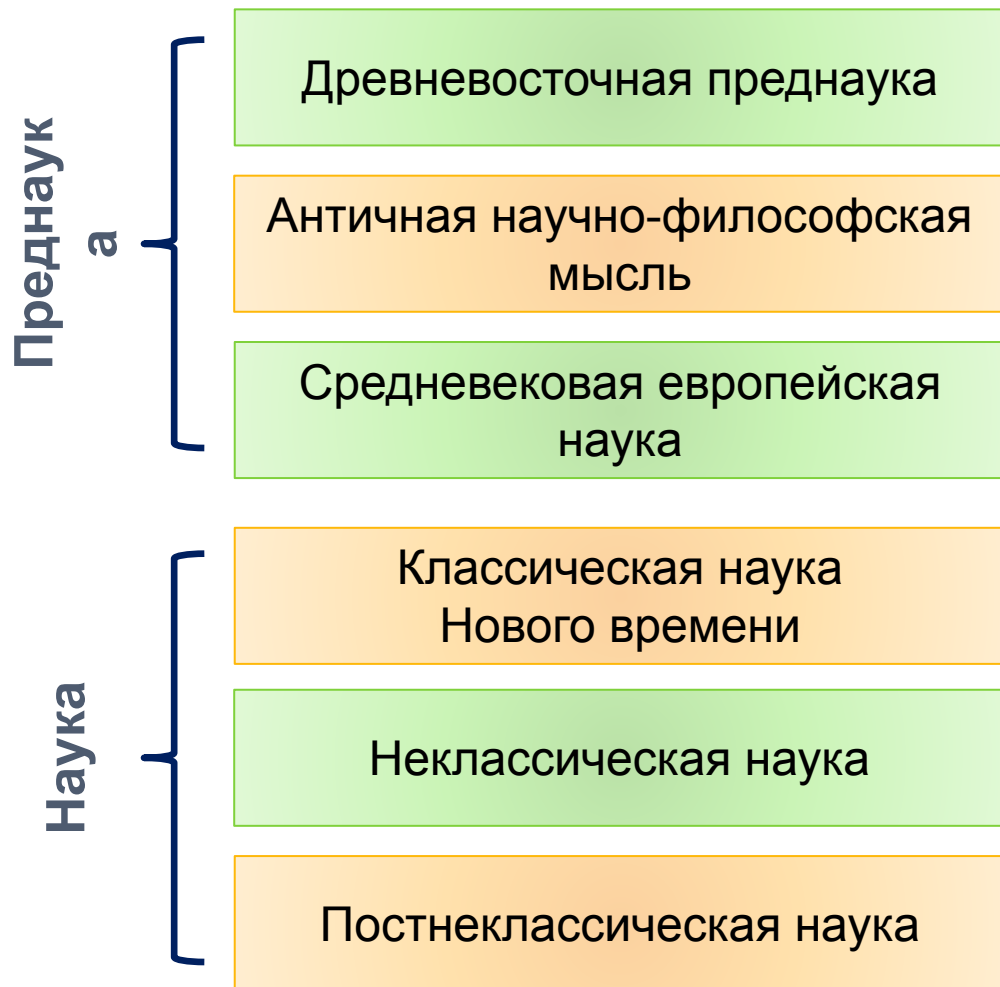 Преднаук
а
Древневосточная преднаука
Античная научно-философская
мысль
Средневековая европейская
наука
Наука
Классическая наука
Нового времени
Неклассическая наука
Постнеклассическая наука